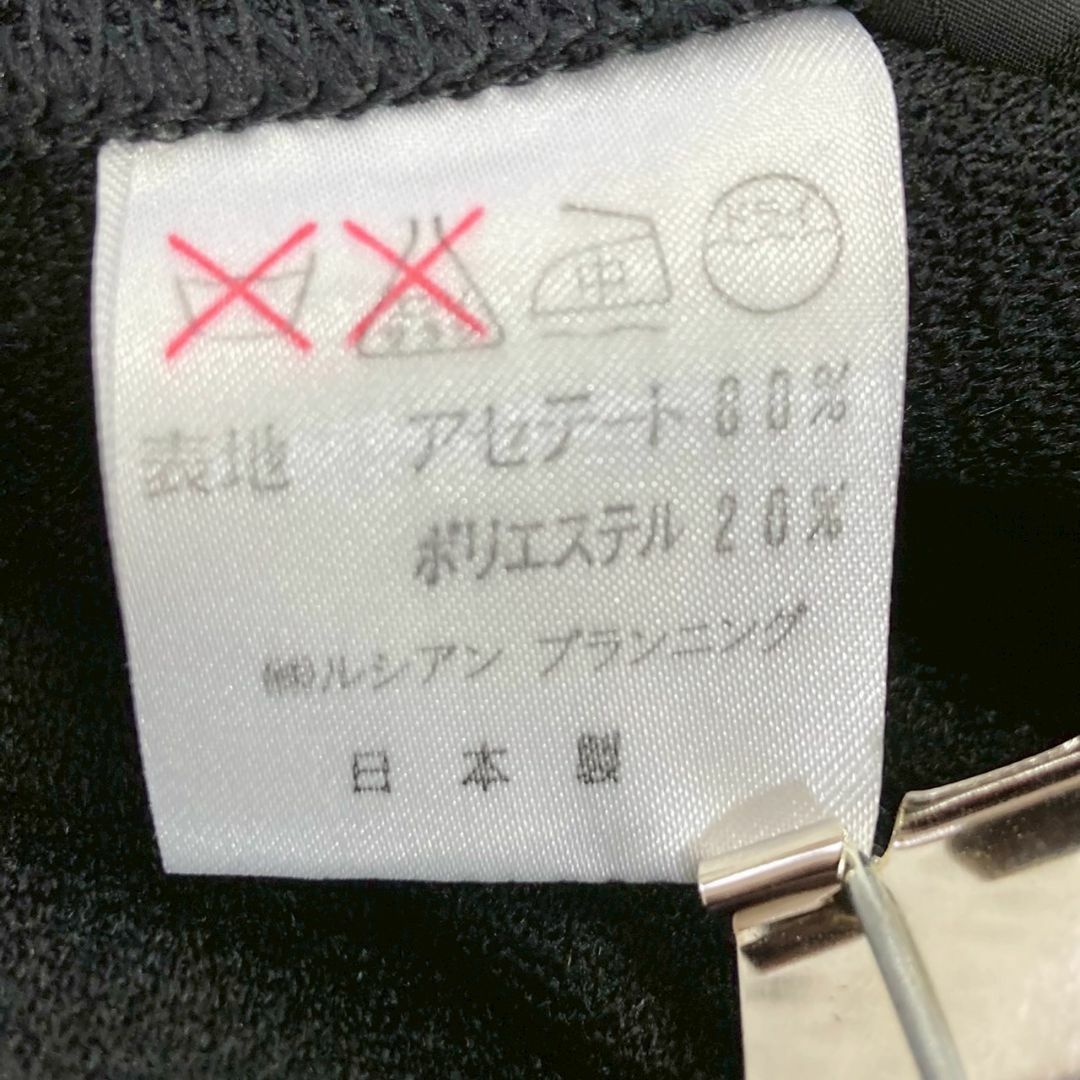 中 ドライ
表地 アセテート 80%
ポリエステル 20%
㈱ルシアン プランニング
日本製